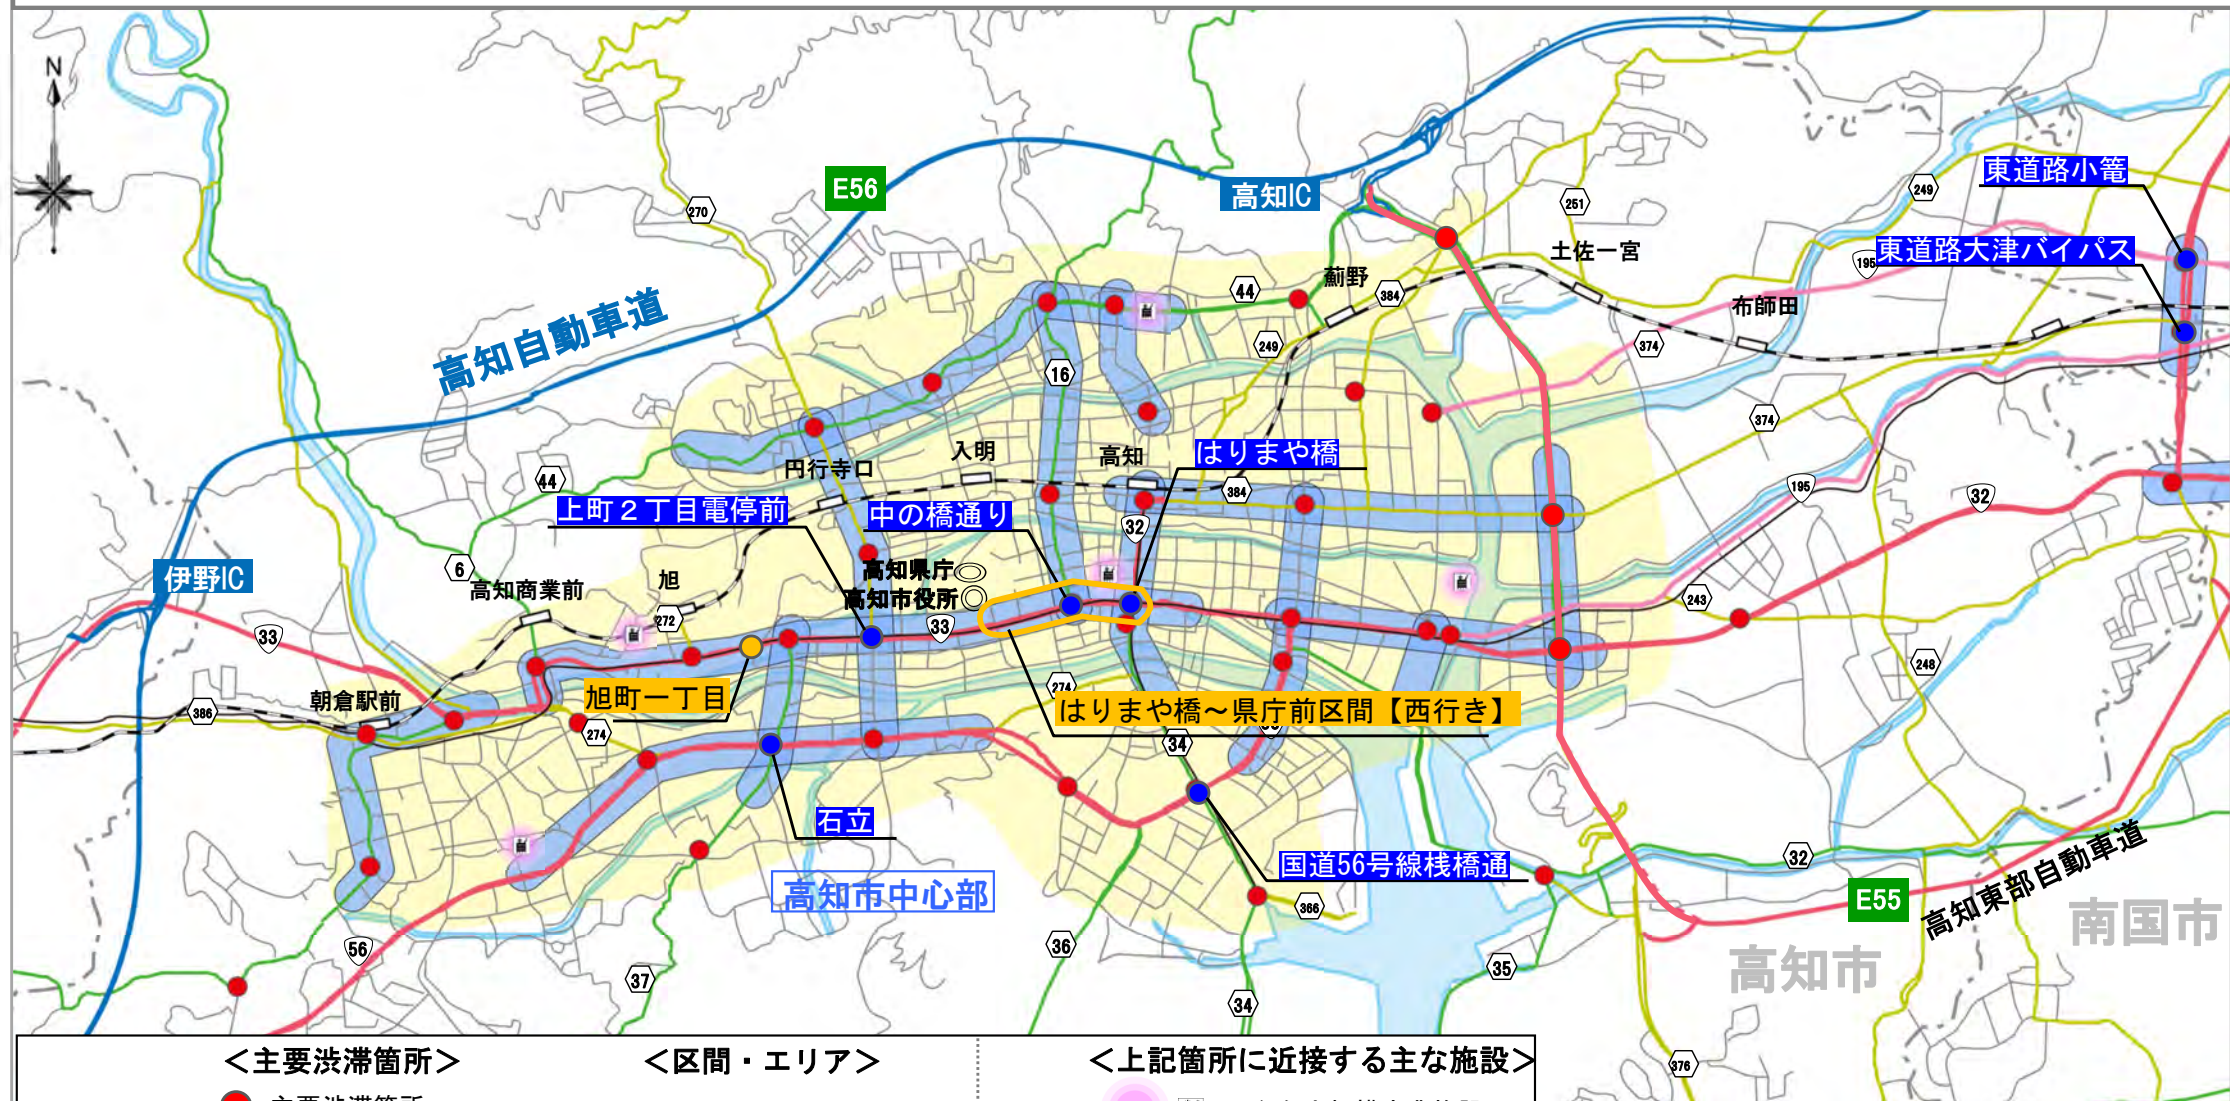 N
E56
高知IC
270
251
249
東道路小篭
東道路大津バイパス
195
土佐一宮
薊野
44
384
布師田
高知自動車道
249
374
16
374
入明
高知
はりまや橋
円行寺口
44
384
195
32
上町2丁目電停前
中の橋通り
32
6
伊野IC
高知県庁
高知商業前
旭
高知市役所
243
272
33
33
248
274
朝倉駅前
旭町一丁目
386
はりまや橋～県庁前区間【西行き】
274
34
石立
国道56号線桟橋通
32
高知市中心部
E55
高知東部自動車道
366
南国市
56
36
高知市
37
35
34
376
＜主要渋滞箇所＞
＜区間・エリア＞
＜上記箇所に近接する主な施設＞
主要渋滞箇所